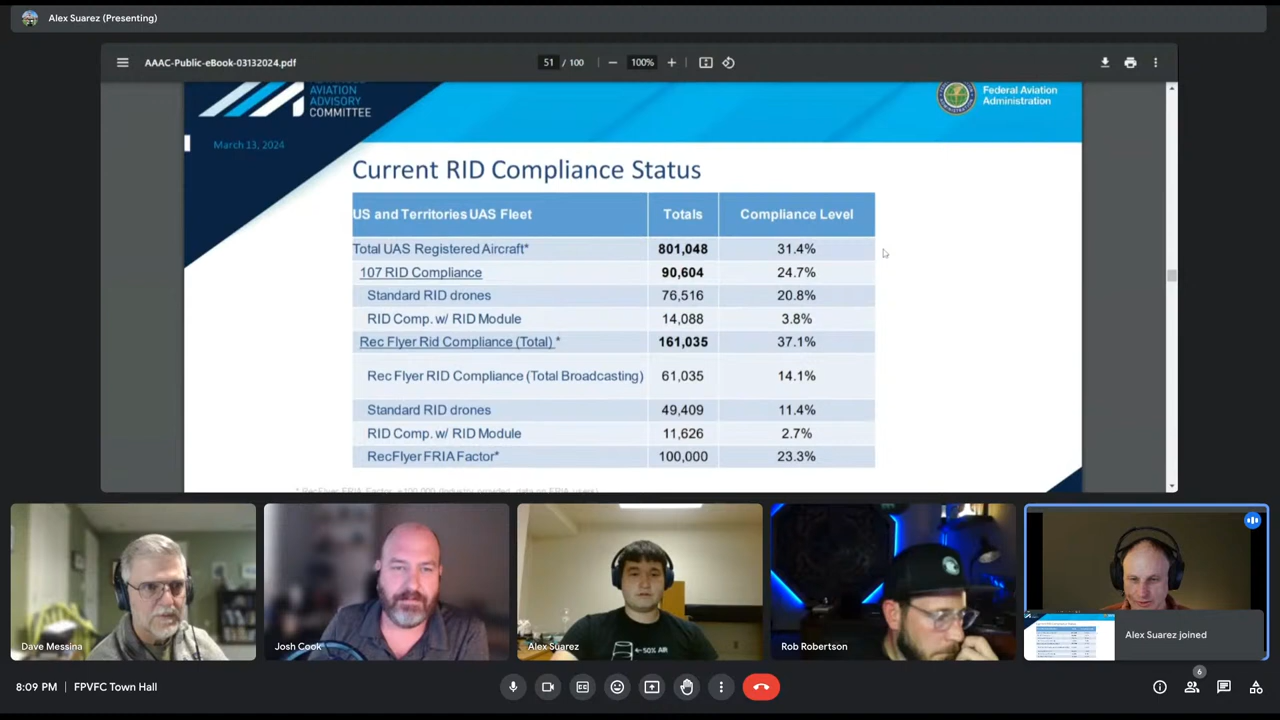 Alex Suarez (Presenting)
AAAC-Public-eBook-03132024.pdf
51 / 100
100%
AVIATION
ADVISORY
COMMITTEE
Federal Aviation
Administration
March 13, 2024
Current RID Compliance Status
US and Territories UAS Fleet Totals Compliance Level
Total UAS Registered Aircraft* 801,048 31.4%
107 RID Compliance 90,604 24.7%
Standard RID drones 76,516 20.8%
RID Comp. w/ RID Module 14,088 3.8%
Rec Flyer Rid Compliance (Total) * 161,035 37.1%
Rec Flyer RID Compliance (Total Broadcasting) 61,035 14.1%
Standard RID drones 49,409 11.4%
RID Comp. w/ RID Module 11,626 2.7%
RecFlyer FRIA Factor* 100,000 23.3%
Dave Messina
Josh Cook
Alex Suarez
50% AIR
Rob Robertson
Alex Suarez joined
8:09 PM | FPVFC Town Hall
6